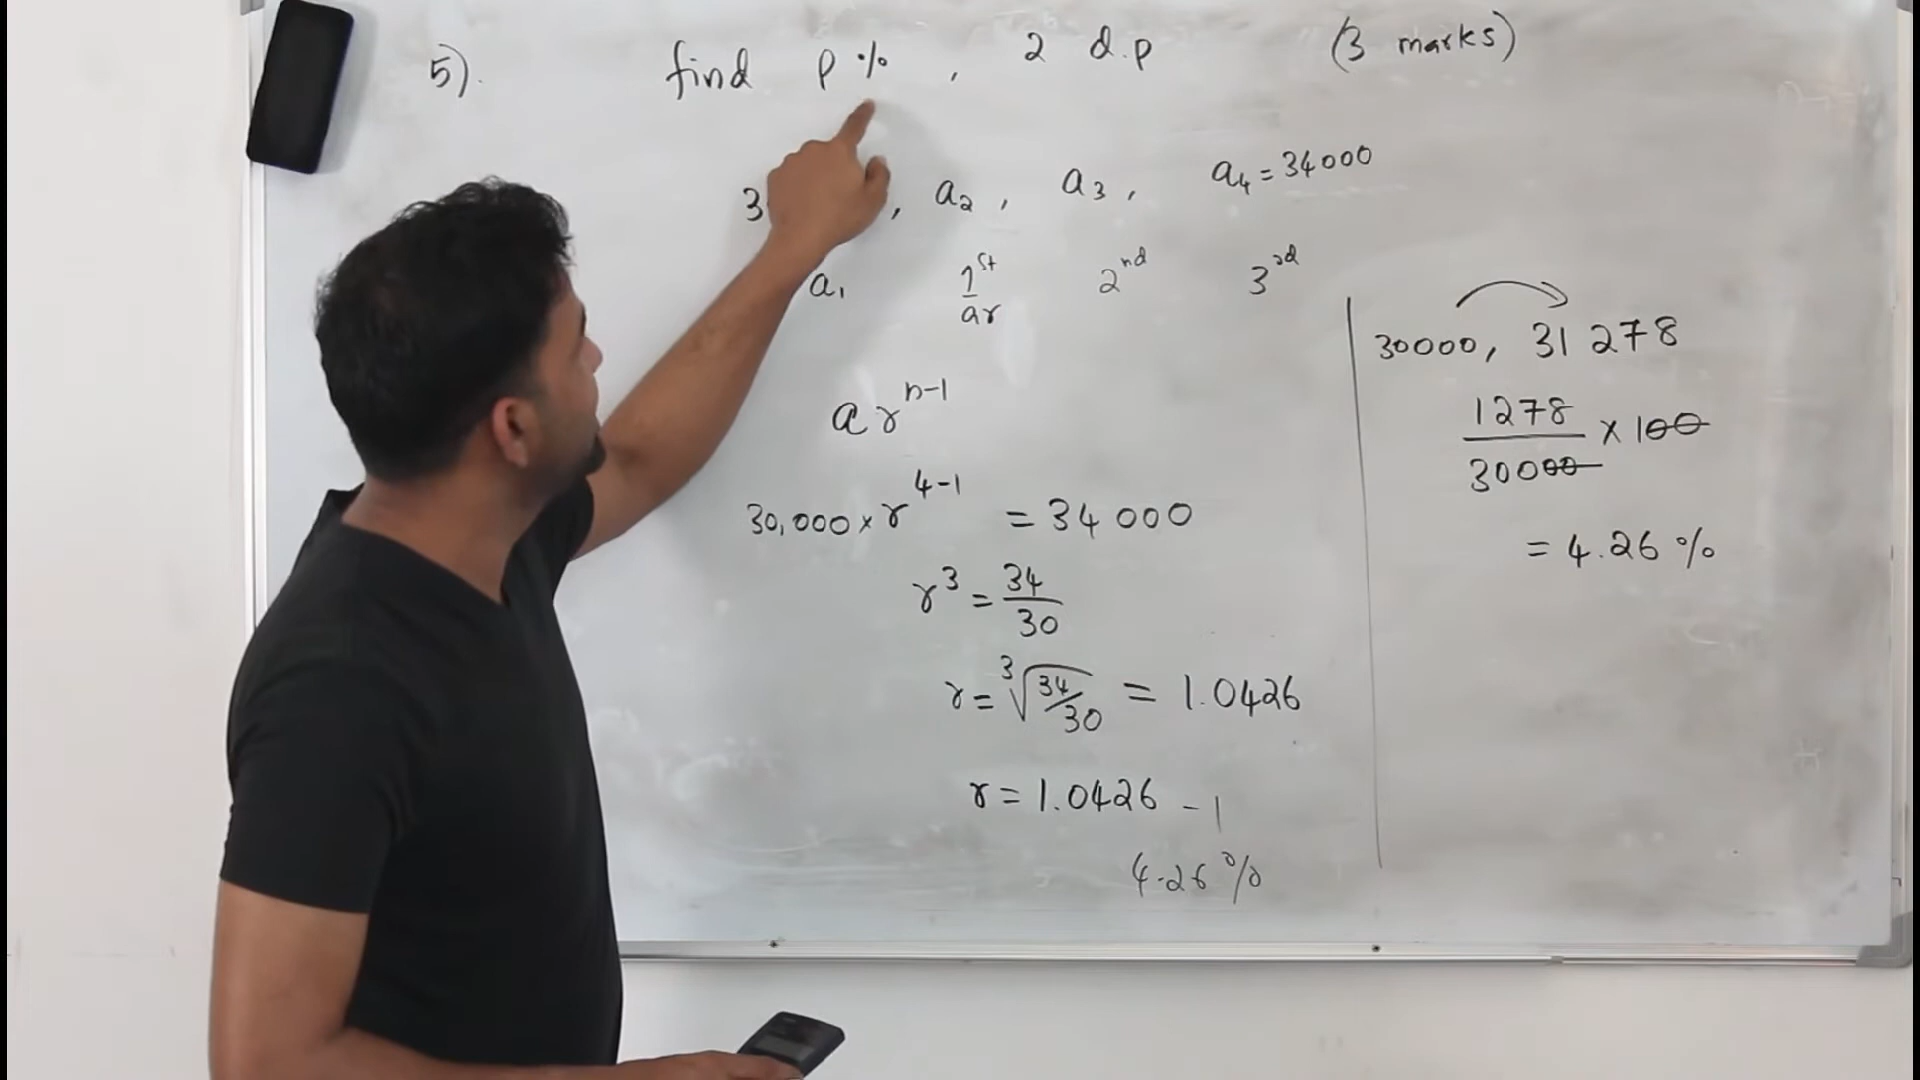 5). find p %, 2 d.p (3 marks)
3 , a₂, a₃, a₄ = 34000
a₁ 1st 2nd 3rd
ar
a r^(n-1)
30,000 × r^(4-1) = 34 000
r³ = 34/30
r = ³√(34/30) = 1.0426
r = 1.0426 - 1
4.26 %
30000, 31 278
1278/30000 × 100
= 4.26 %